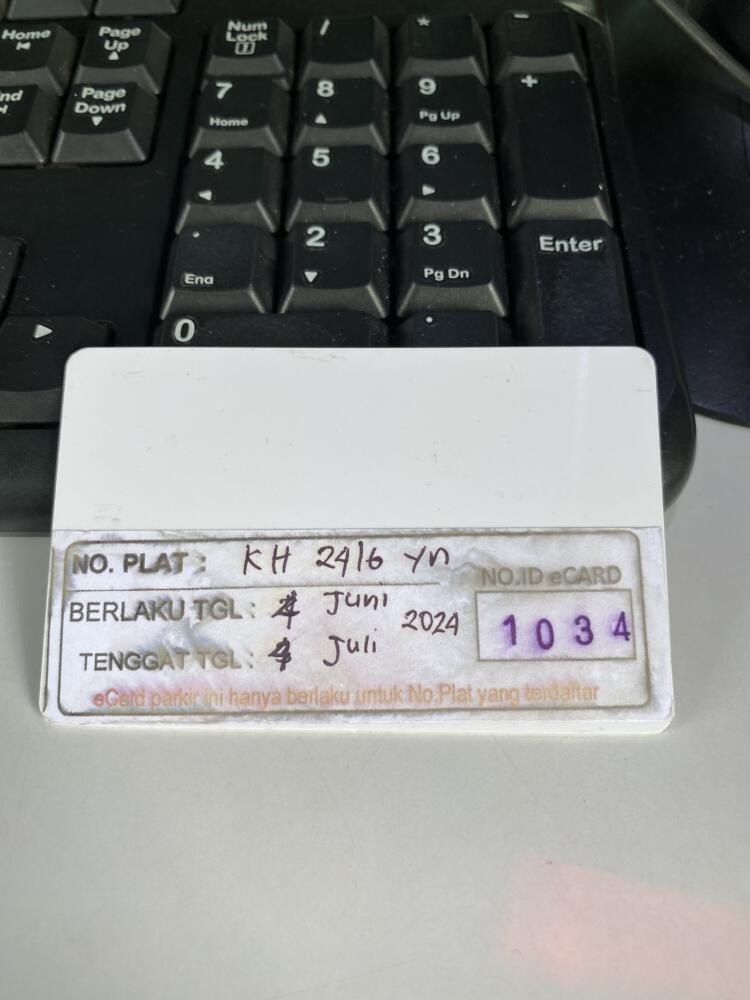 Home
Page Up
Num Lock
/
*
-
End
Page Down
7 Home
8
9 Pg Up
+
4
5
6
End
2
3 Pg Dn
Enter
0
.
NO. PLAT : KH 2416 YN
BERLAKU TGL : 4 Juni 2024
TENGGAT TGL : 4 Juli
NO.ID eCARD
1034
eCard parkir ini hanya berlaku untuk No.Plat yang terdaftar